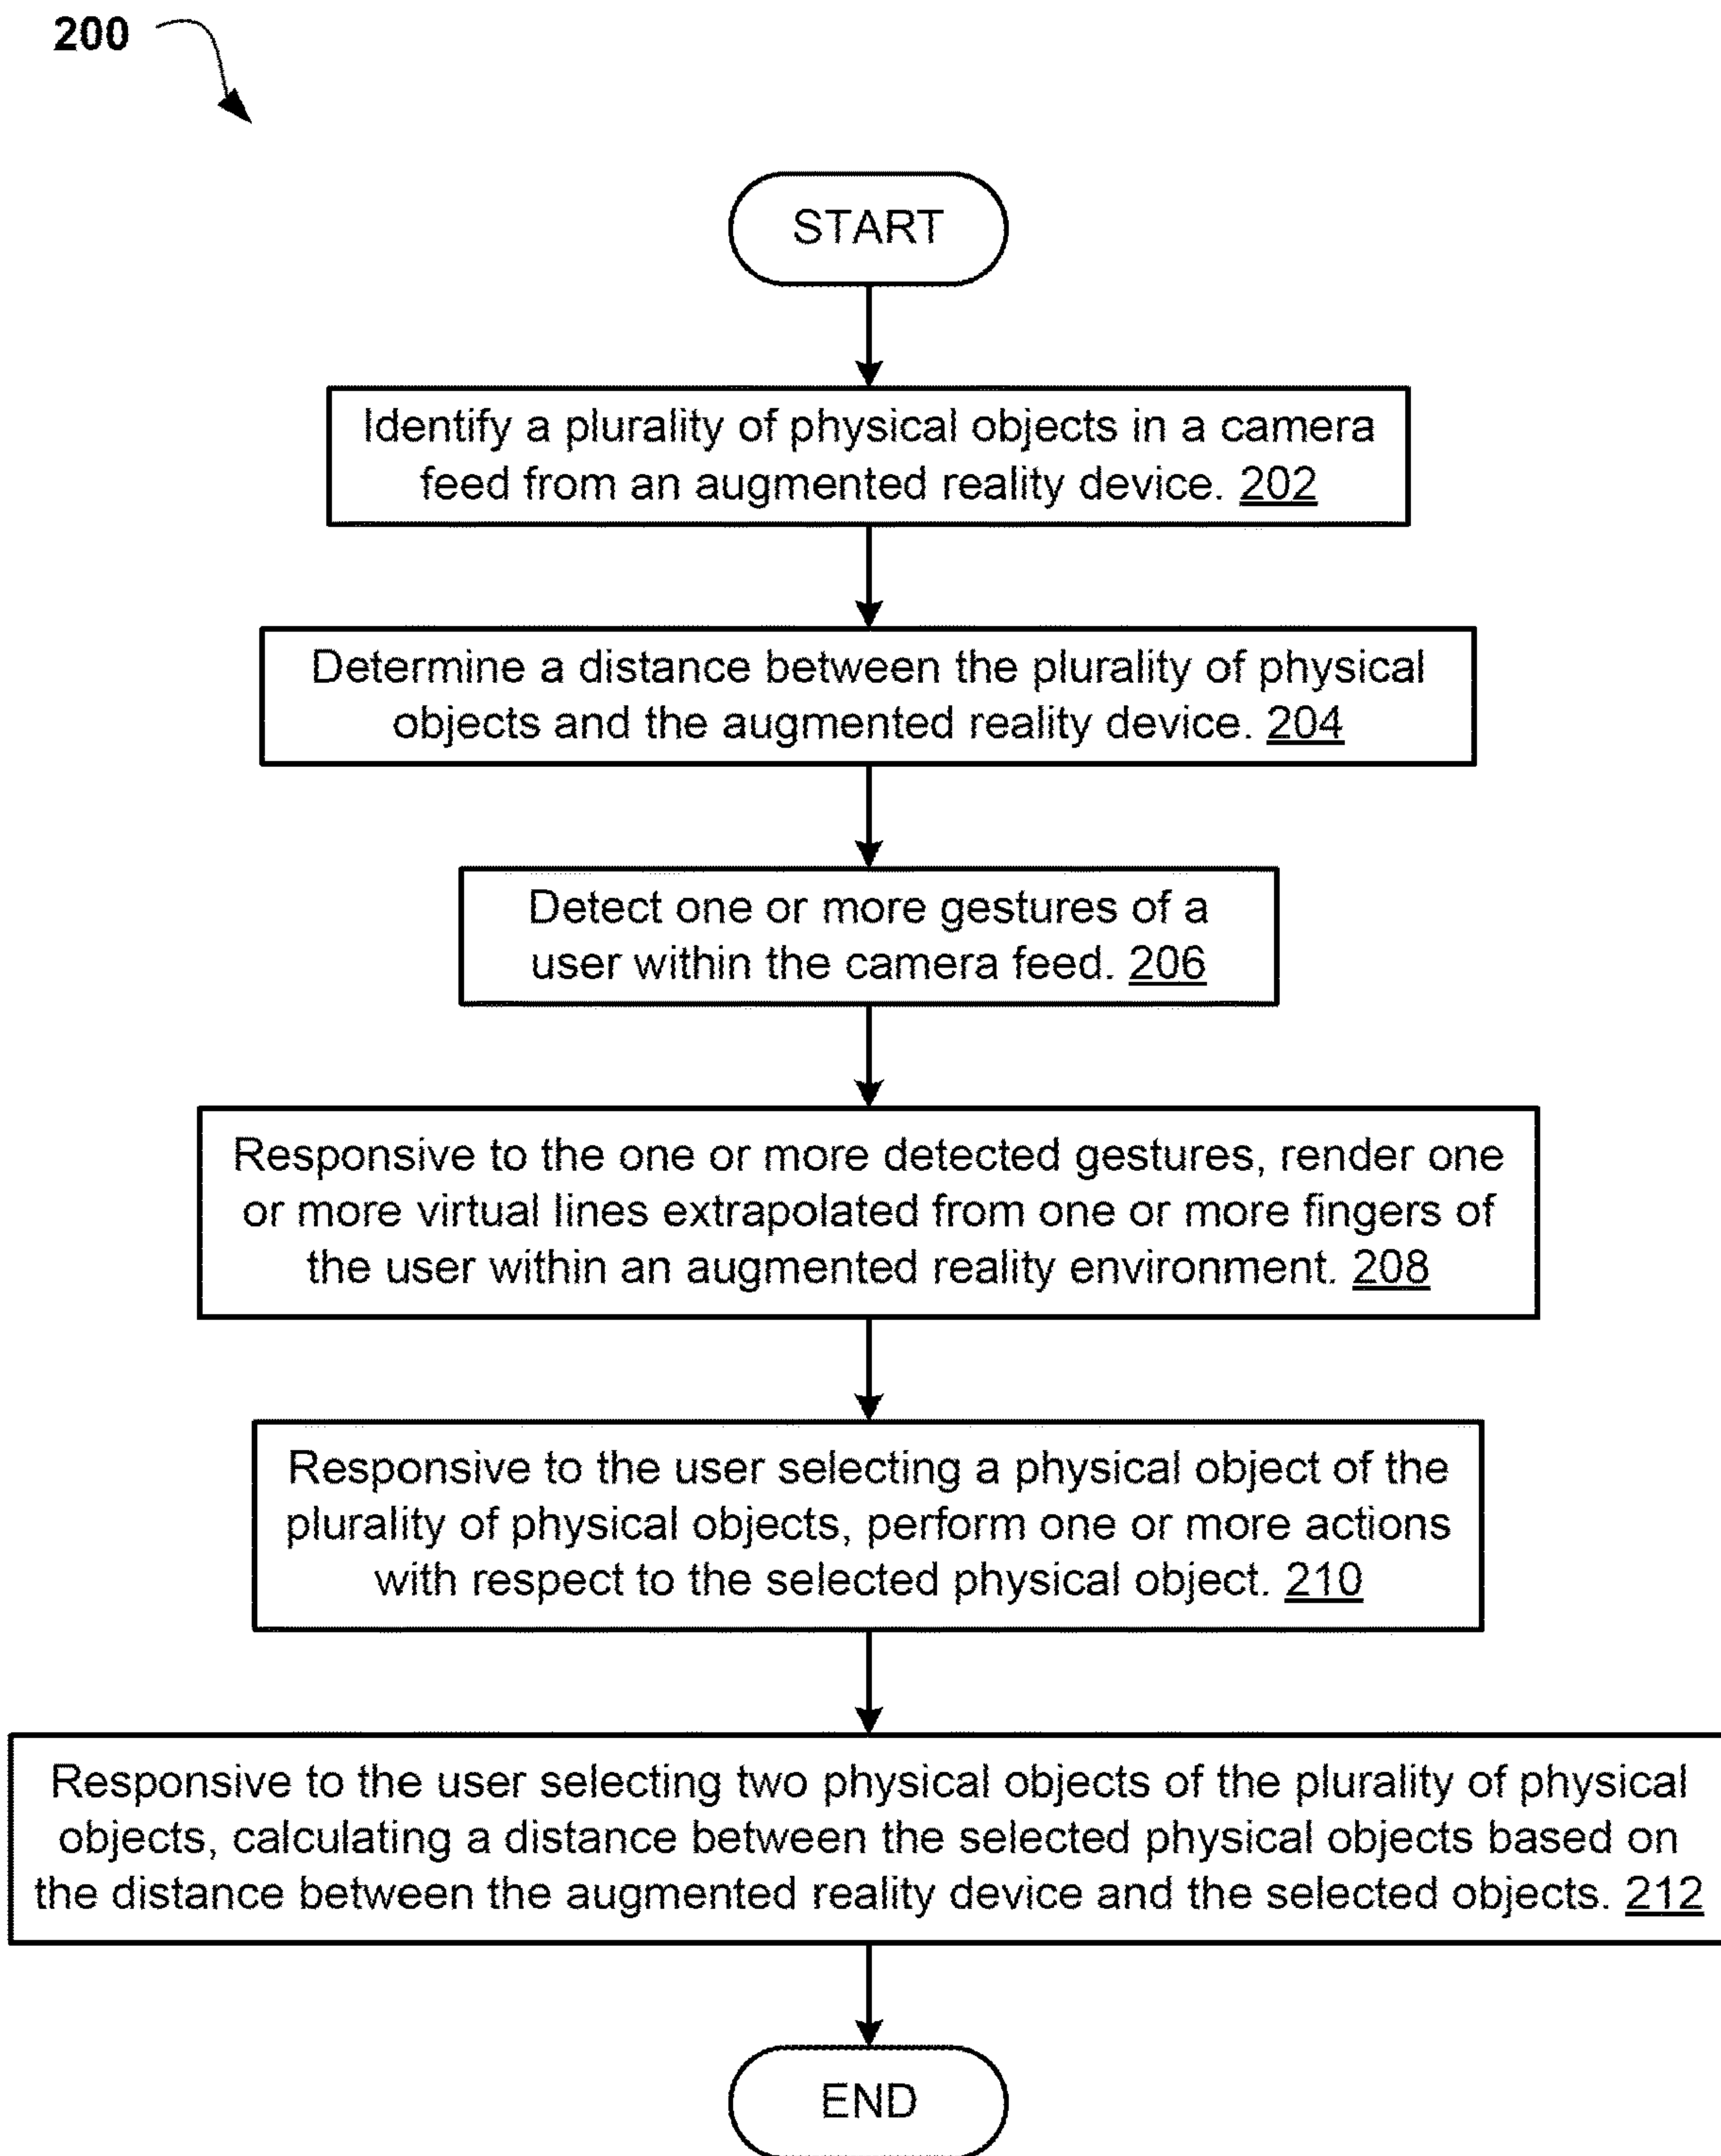 200
START
Identify a plurality of physical objects in a camera
feed from an augmented reality device. 202
Determine a distance between the plurality of physical
objects and the augmented reality device. 204
Detect one or more gestures of a
user within the camera feed. 206
Responsive to the one or more detected gestures, render one
or more virtual lines extrapolated from one or more fingers of
the user within an augmented reality environment. 208
Responsive to the user selecting a physical object of the
plurality of physical objects, perform one or more actions
with respect to the selected physical object. 210
Responsive to the user selecting two physical objects of the plurality of physical
objects, calculating a distance between the selected physical objects based on
the distance between the augmented reality device and the selected objects. 212
END